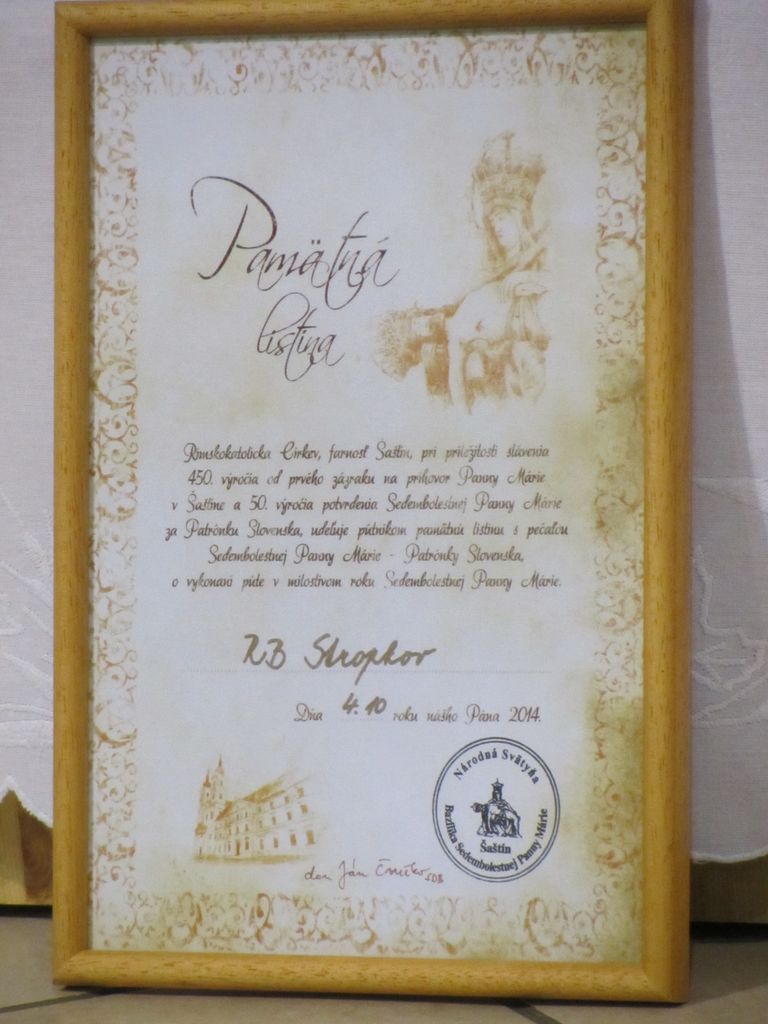 Pamätná
listina
Rímskokatolícka Cirkev, farnosť Šaštín, pri príležitosti slávenia
450. výročia od prvého zázraku na príhovor Panny Márie
v Šaštíne a 50. výročia potvrdenia Sedembolestnej Panny Márie
za Patrónku Slovenska, udeľuje pútnikom pamätnú listinu s pečaťou
Sedembolestnej Panny Márie - Patrónky Slovenska,
o vykonaní púte v milostivom roku Sedembolestnej Panny Márie.
RB Stropkov
Dňa 4.10 roku nášho Pána 2014.
Národná Svätyňa
Šaštín
Bazilika Sedembolestnej Panny Márie
don Ján SDB